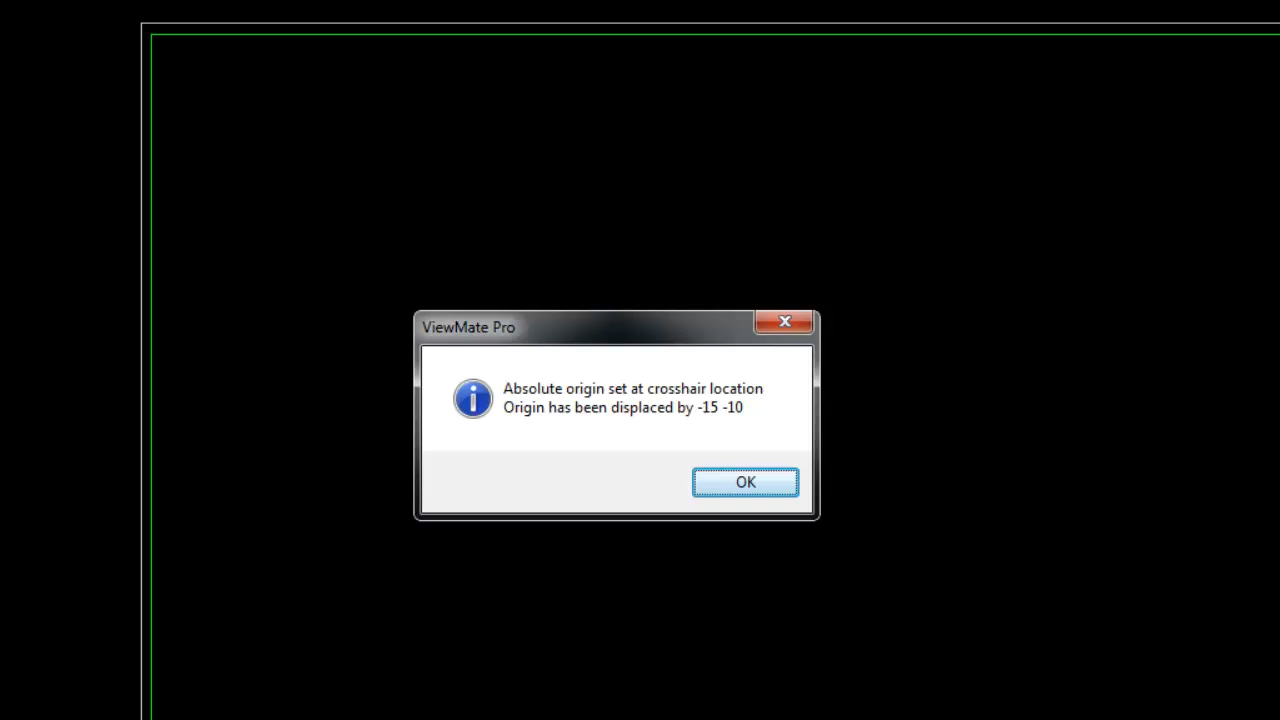 ViewMate Pro
Absolute origin set at crosshair location
Origin has been displaced by -15 -10
OK